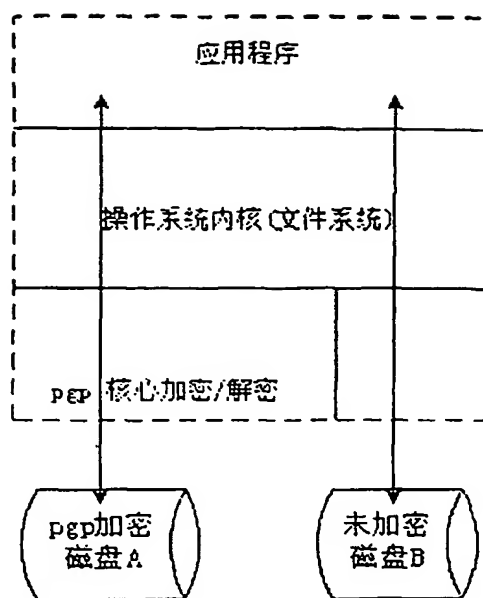 应用程序
操作系统内核(文件系统)
pgp 核心加密/解密
pgp加密
磁盘A
未加密
磁盘B